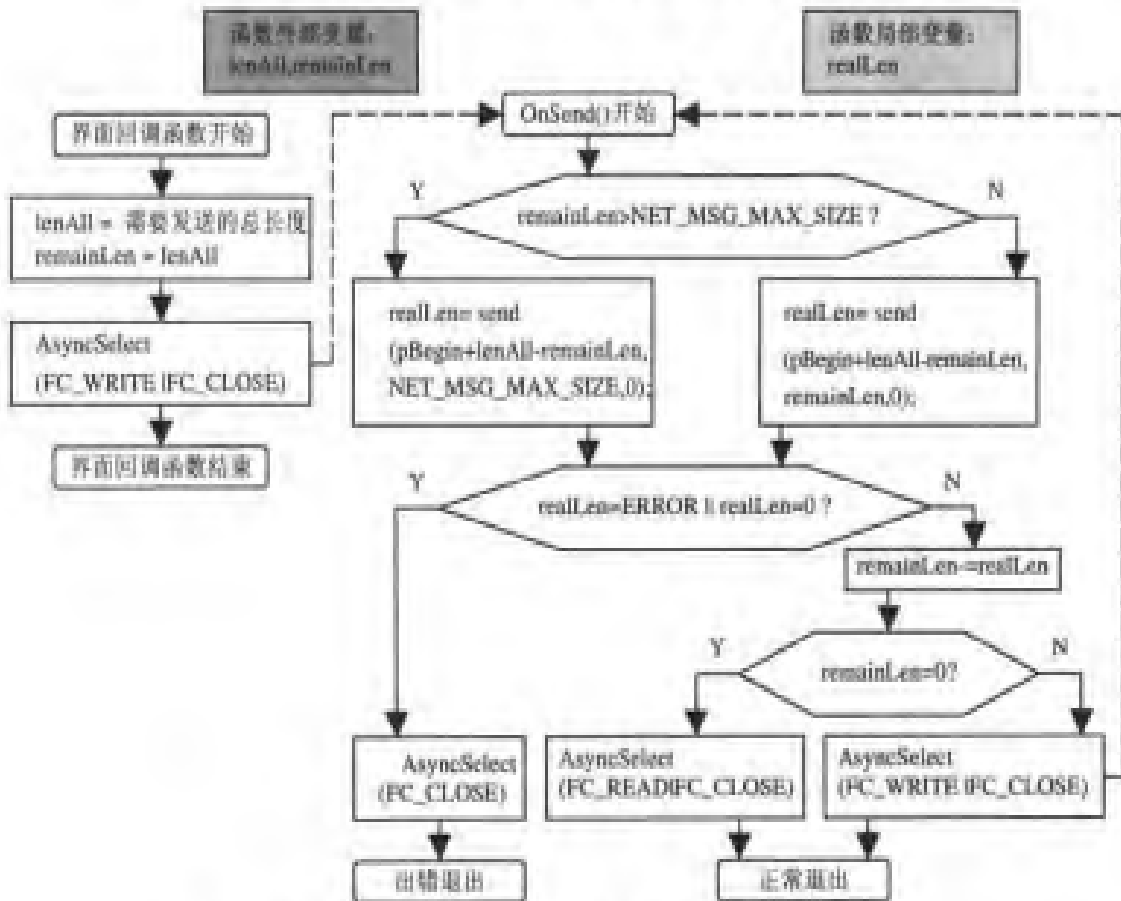 函数外部变量:
lenAll,remainLen
函数局部变量:
realLen
界面回调函数开始
lenAll = 需要发送的总长度
remainLen = lenAll
AsyncSelect
(FC_WRITE |FC_CLOSE)
界面回调函数结束
OnSend()开始
Y
N
remainLen>NET_MSG_MAX_SIZE ?
realLen= send
(pBegin+lenAll-remainLen,
NET_MSG_MAX_SIZE,0);
realLen= send
(pBegin+lenAll-remainLen,
remainLen,0);
Y
N
realLen=ERROR || realLen=0 ?
remainLen-=realLen
Y
N
remainLen=0?
AsyncSelect
(FC_CLOSE)
AsyncSelect
(FC_READ|FC_CLOSE)
AsyncSelect
(FC_WRITE |FC_CLOSE)
出错退出
正常退出